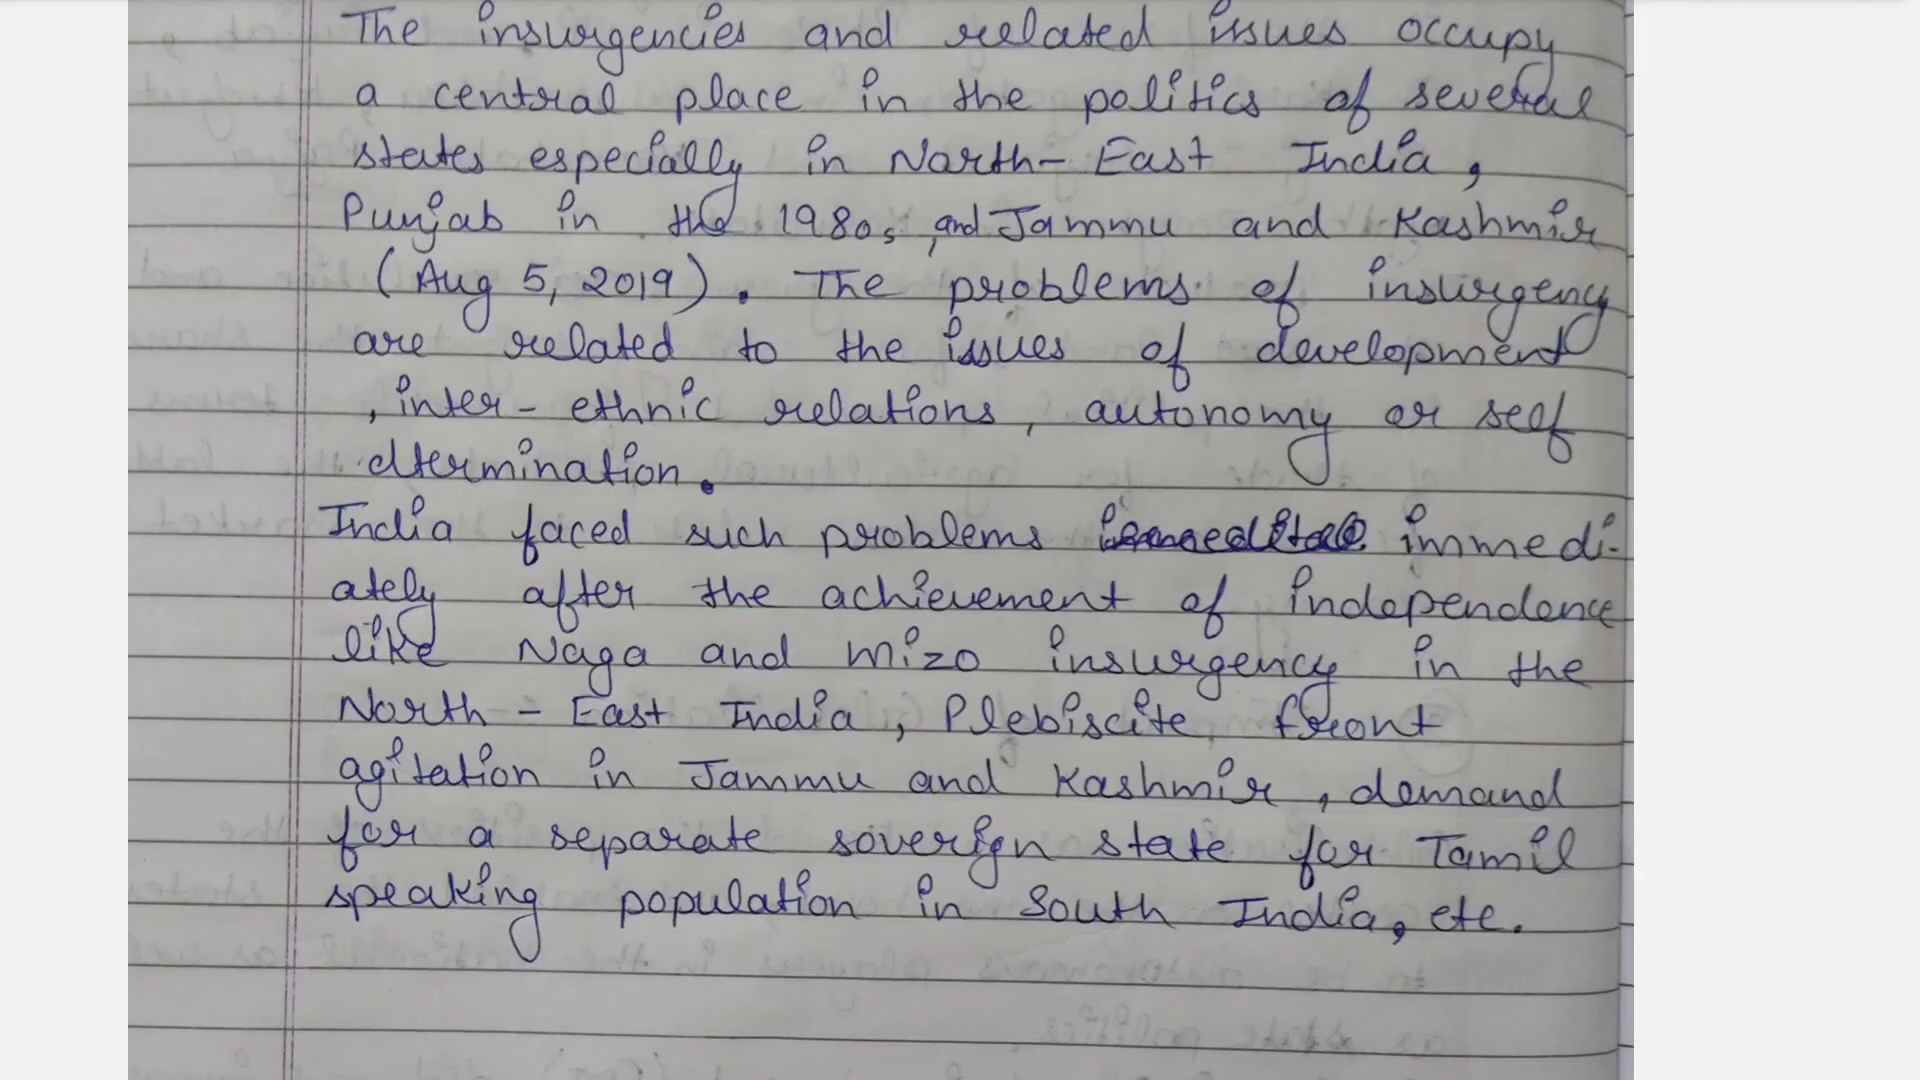 The insurgencies and related issues occupy
a central place in the politics of several
states especially in North-East India,
Punjab in the 1980s, and Jammu and Kashmir
(Aug 5, 2019). The problems of insurgency
are related to the issues of development
, inter-ethnic relations, autonomy or self
dtermination.
India faced such problems immedi-
ately after the achievement of independence
like Naga and Mizo insurgency in the
North-East India, Plebiscite front
agitation in Jammu and Kashmir, demand
for a separate soverign state for Tamil
speaking population in South India, etc.